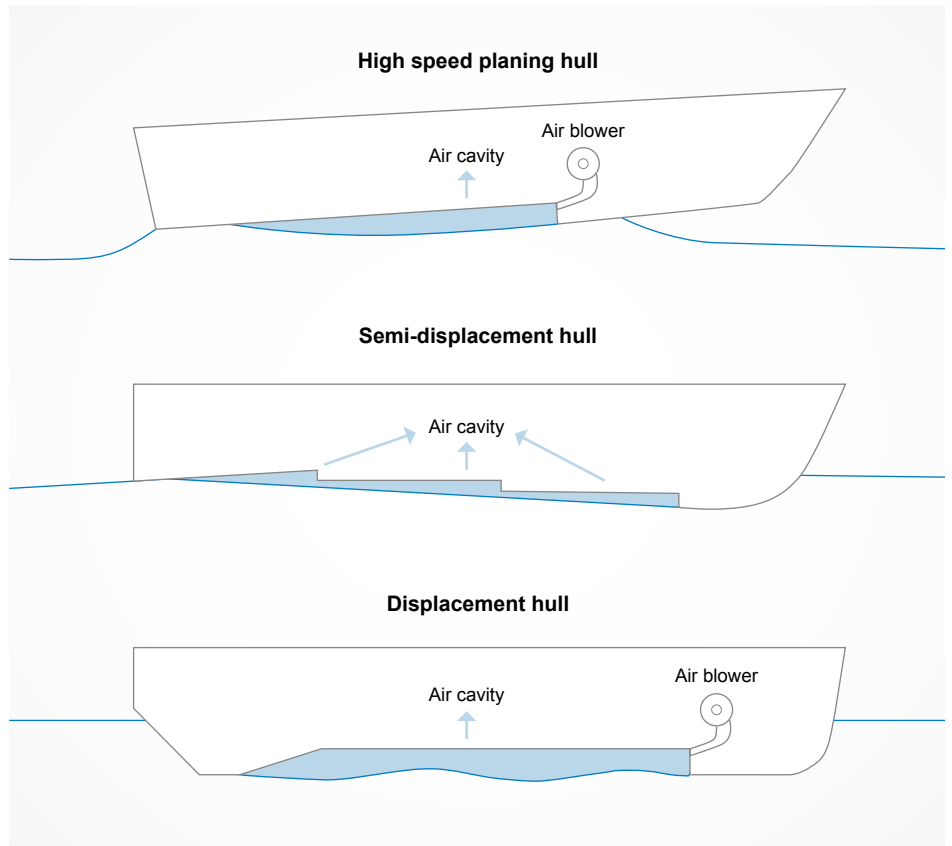 High speed planing hull
Air blower
Air cavity
Semi-displacement hull
Air cavity
Displacement hull
Air blower
Air cavity